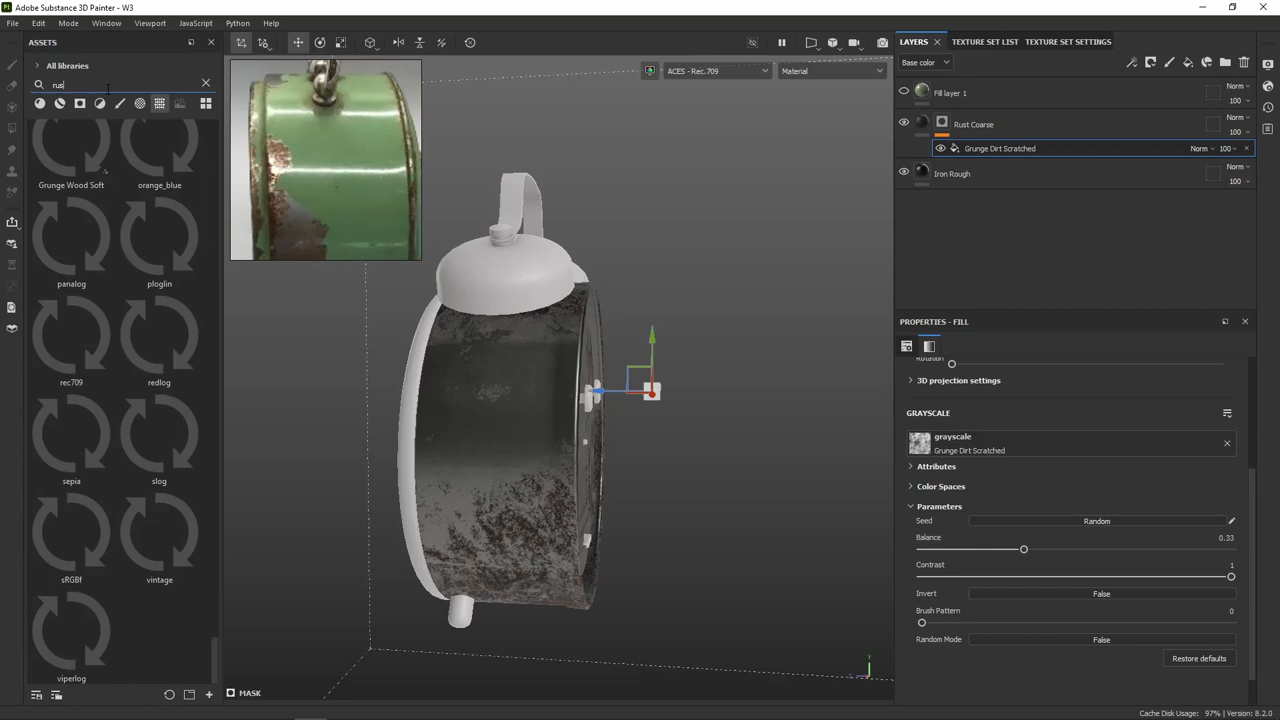 Adobe Substance 3D Painter - W3
File Edit Mode Window Viewport JavaScript Python Help
ASSETS
All libraries
rus
Grunge Wood Soft orange_blue
panalog ploglin
rec709 redlog
sepia slog
sRGBf vintage
viperlog
ACES - Rec.709
Material
MASK
LAYERS TEXTURE SET LIST TEXTURE SET SETTINGS
Base color
Fill layer 1 Norm 100
Rust Coarse Norm 100
Grunge Dirt Scratched Norm 100
Iron Rough Norm 100
PROPERTIES - FILL
Rotation
3D projection settings
GRAYSCALE
grayscale
Grunge Dirt Scratched
Attributes
Color Spaces
Parameters
Seed Random
Balance 0.33
Contrast 1
Invert False
Brush Pattern 0
Random Mode False
Restore defaults
Cache Disk Usage: 97% | Version: 8.2.0